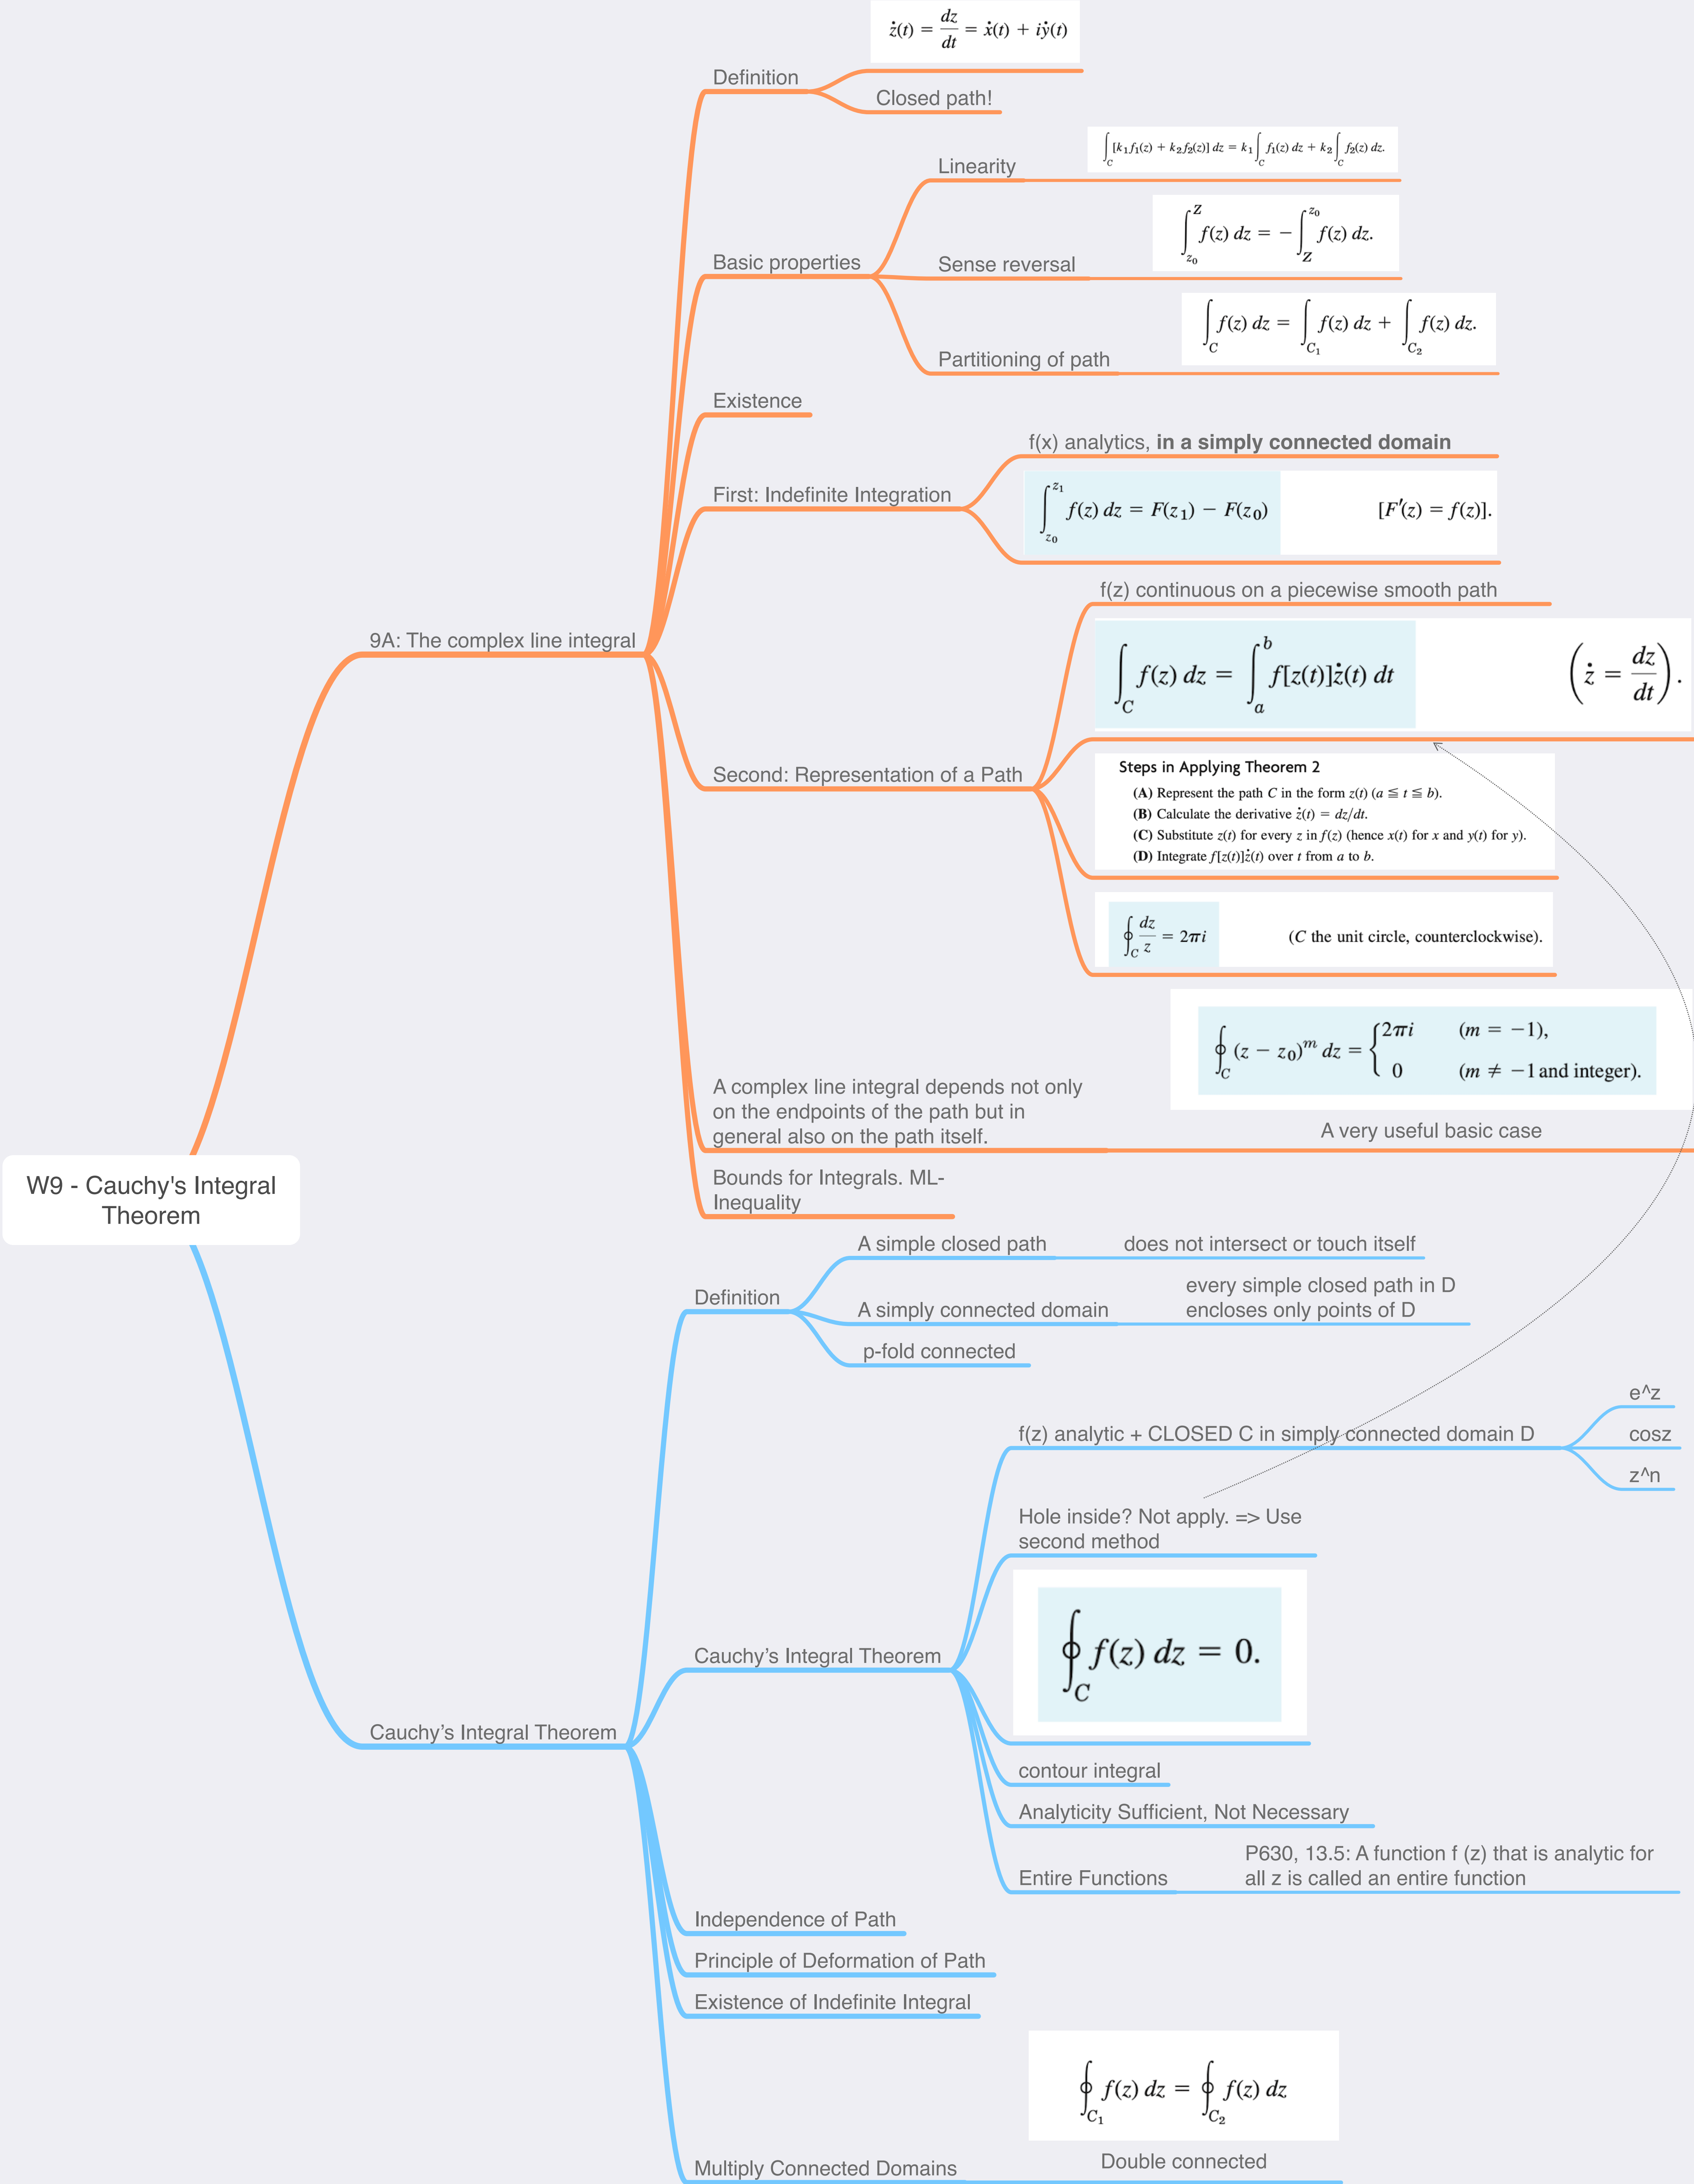 ż(t) = dz/dt = ẋ(t) + iẏ(t)
Definition
Closed path!
∫_C [k₁f₁(z) + k₂f₂(z)] dz = k₁ ∫_C f₁(z) dz + k₂ ∫_C f₂(z) dz.
Linearity
∫_{z₀}^{Z} f(z) dz = − ∫_{Z}^{z₀} f(z) dz.
Basic properties
Sense reversal
∫_C f(z) dz = ∫_{C₁} f(z) dz + ∫_{C₂} f(z) dz.
Partitioning of path
Existence
f(x) analytics, in a simply connected domain
First: Indefinite Integration
∫_{z₀}^{z₁} f(z) dz = F(z₁) − F(z₀) [F′(z) = f(z)].
f(z) continuous on a piecewise smooth path
9A: The complex line integral
∫_C f(z) dz = ∫_a^b f[z(t)]ż(t) dt (ż = dz/dt).
Second: Representation of a Path
Steps in Applying Theorem 2
(A) Represent the path C in the form z(t) (a ≦ t ≦ b).
(B) Calculate the derivative ż(t) = dz/dt.
(C) Substitute z(t) for every z in f(z) (hence x(t) for x and y(t) for y).
(D) Integrate f[z(t)]ż(t) over t from a to b.
∮_C dz/z = 2πi (C the unit circle, counterclockwise).
∮_C (z − z₀)^m dz = { 2πi (m = −1),
0 (m ≠ −1 and integer).
A complex line integral depends not only
on the endpoints of the path but in
general also on the path itself.
A very useful basic case
Bounds for Integrals. ML-
Inequality
W9 - Cauchy's Integral
Theorem
A simple closed path
does not intersect or touch itself
Definition
A simply connected domain
every simple closed path in D
encloses only points of D
p-fold connected
f(z) analytic + CLOSED C in simply connected domain D
e^z
cosz
z^n
Hole inside? Not apply. => Use
second method
Cauchy’s Integral Theorem
∮_C f(z) dz = 0.
Cauchy’s Integral Theorem
contour integral
Analyticity Sufficient, Not Necessary
Entire Functions
P630, 13.5: A function f (z) that is analytic for
all z is called an entire function
Independence of Path
Principle of Deformation of Path
Existence of Indefinite Integral
∮_{C₁} f(z) dz = ∮_{C₂} f(z) dz
Multiply Connected Domains
Double connected